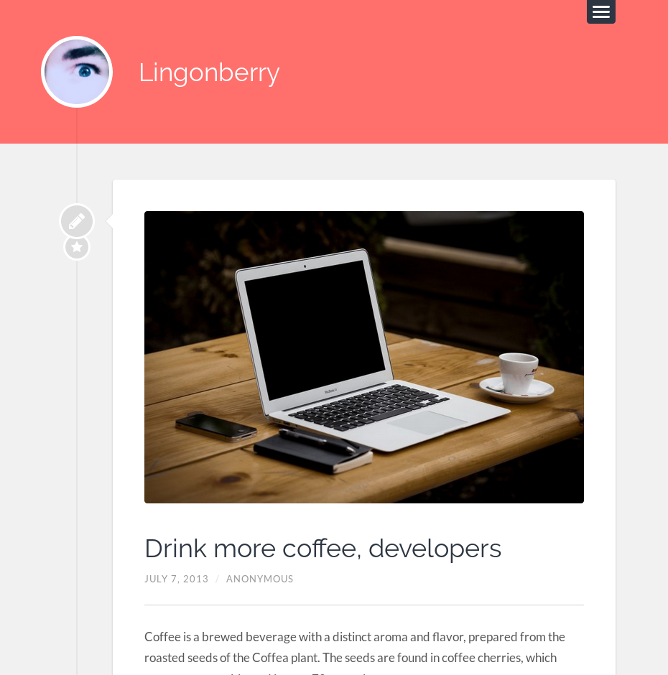 Lingonberry
Drink more coffee, developers
JULY 7, 2013 / ANONYMOUS
Coffee is a brewed beverage with a distinct aroma and flavor, prepared from the
roasted seeds of the Coffea plant. The seeds are found in coffee cherries, which